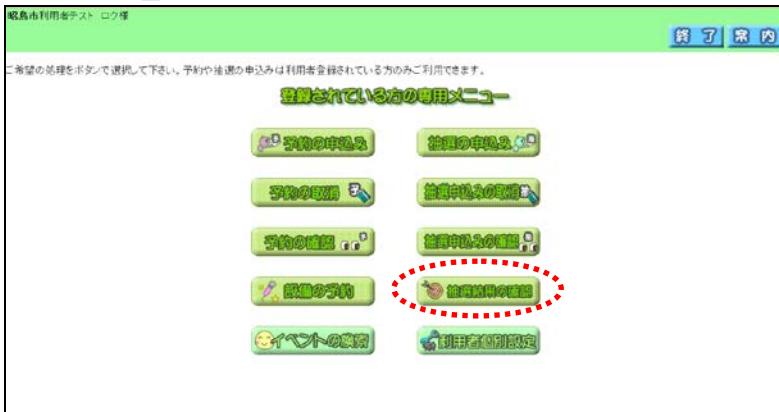 昭島市利用者テスト ロク様
終了 案内
ご希望の処理をボタンで選択して下さい。予約や抽選の申込みは利用者登録されている方のみご利用できます。
登録されている方の専用メニュー
予約の申込み 抽選の申込み
予約の取消 抽選申込みの取消
予約の確認 抽選申込みの確認
設備の予約 抽選結果の確認
イベントの検索 利用者個別設定